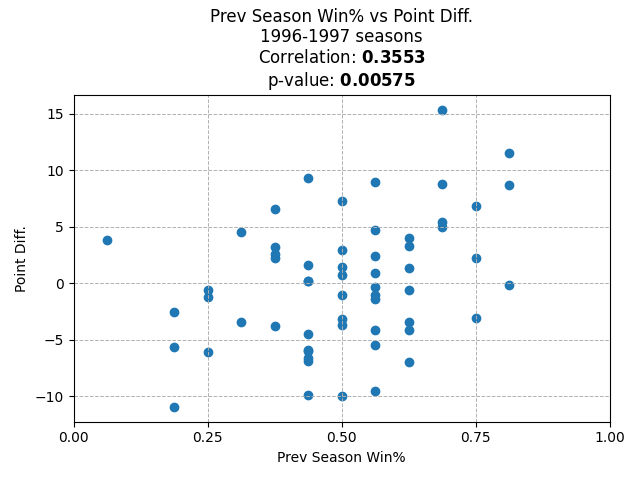 Prev Season Win% vs Point Diff.
1996-1997 seasons
Correlation: 0.3553
p-value: 0.00575
15
10
5
0
−5
−10
Point Diff.
0.00 0.25 0.50 0.75 1.00
Prev Season Win%